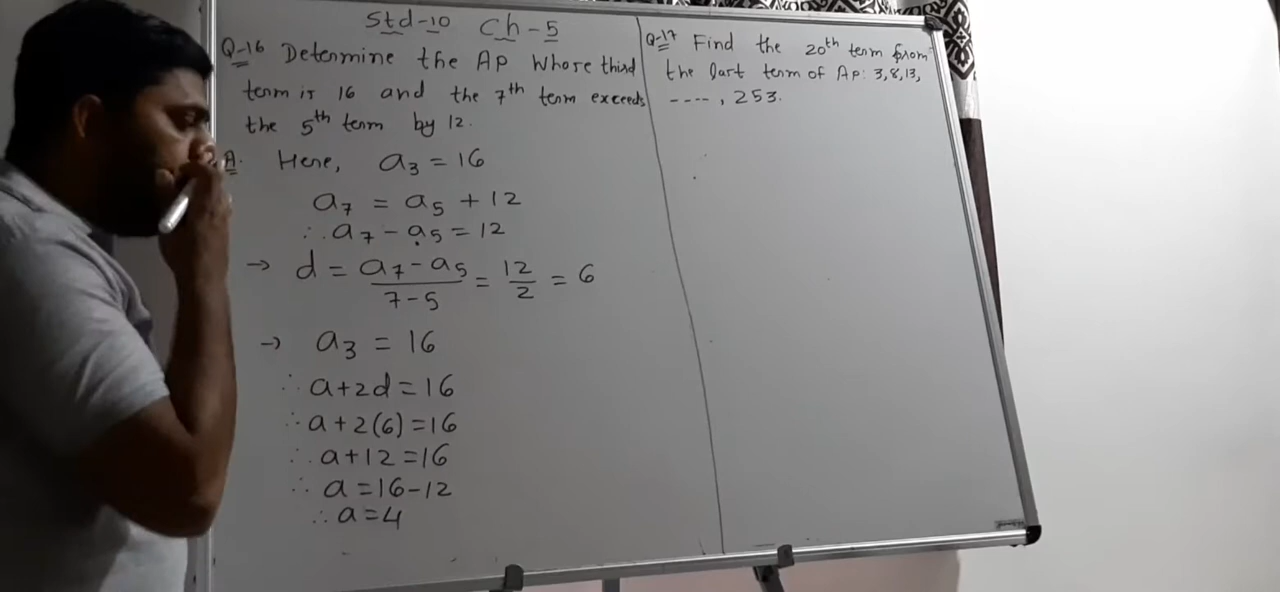 Std-10 Ch-5
Q-16 Determine the AP whose third
term is 16 and the 7th term exceeds
the 5th term by 12.
A. Here, a3 = 16
a7 = a5 + 12
∴ a7 - a5 = 12
→ d = a7 - a5 / 7-5 = 12/2 = 6
→ a3 = 16
∴ a+2d = 16
∴ a+2(6) = 16
∴ a+12 = 16
∴ a = 16-12
∴ a = 4
Q-17 Find the 20th term from
the last term of AP: 3, 8, 13,
----, 253.